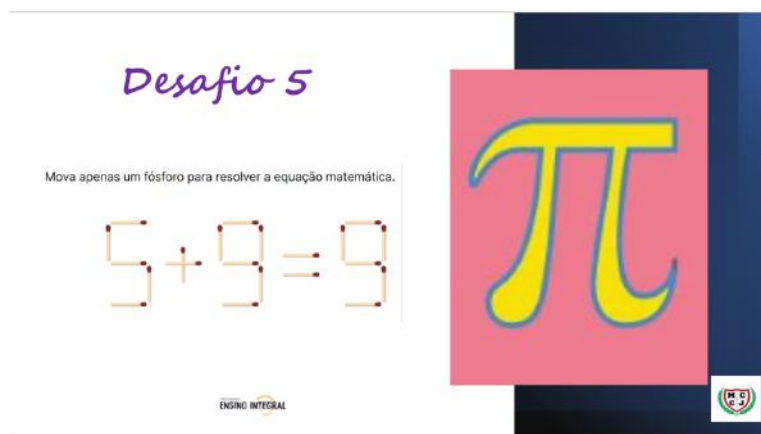 Desafio 5
Mova apenas um fósforo para resolver a equação matemática.
5+9=9
π
ENSINO INTEGRAL
M C
C J